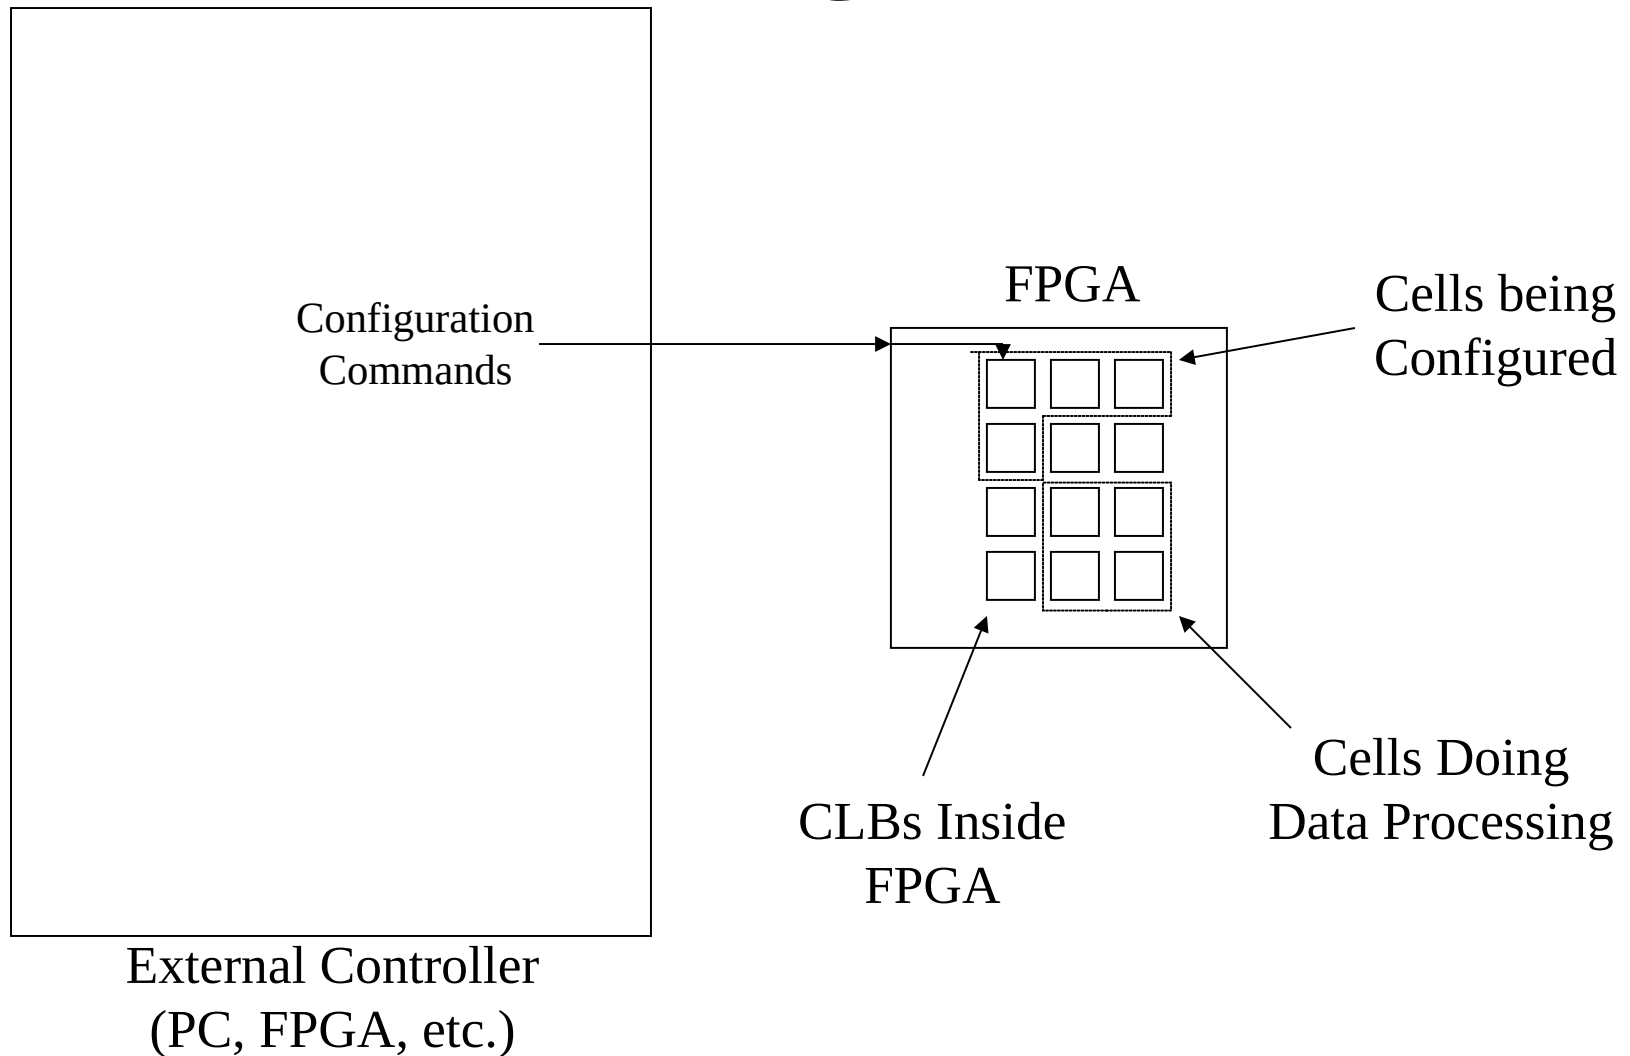 FPGA
Cells being
Configured
Configuration
Commands
Cells Doing
Data Processing
CLBs Inside
FPGA
External Controller
(PC, FPGA, etc.)